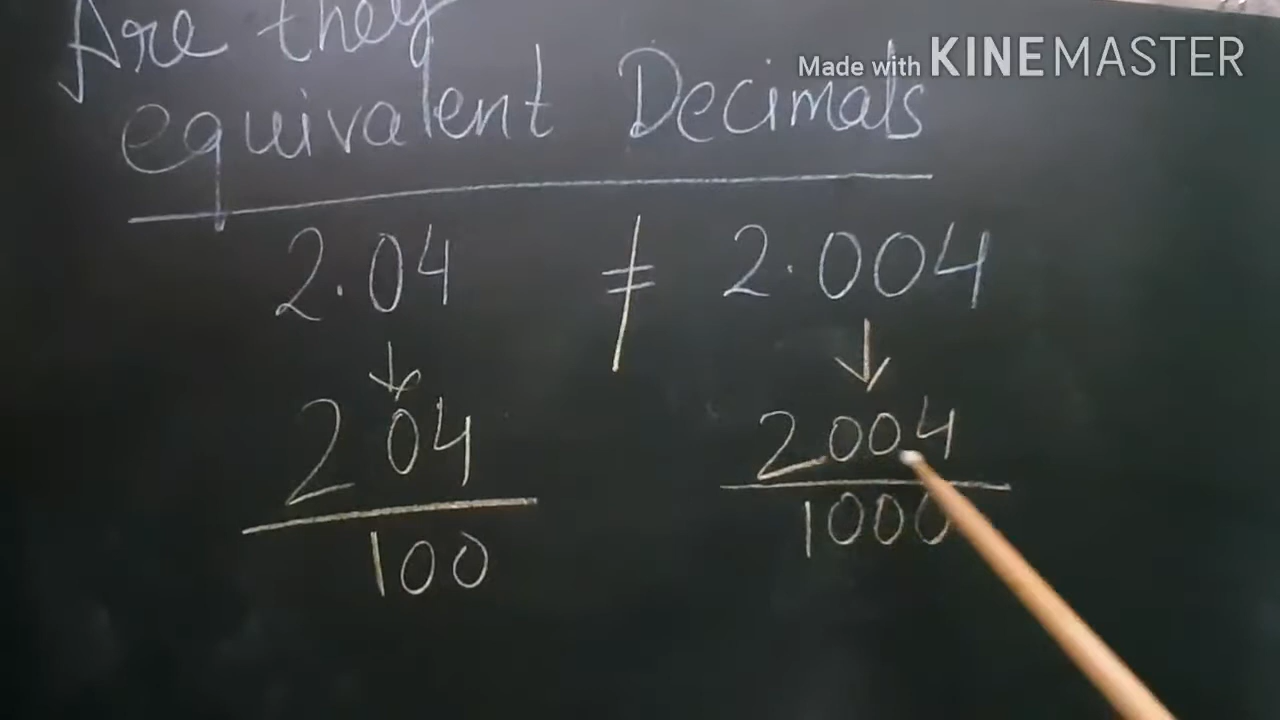 Are they
Made with KINEMASTER
equivalent Decimals
2.04 ≠ 2.004
↓ ↓
204 2004
100 1000